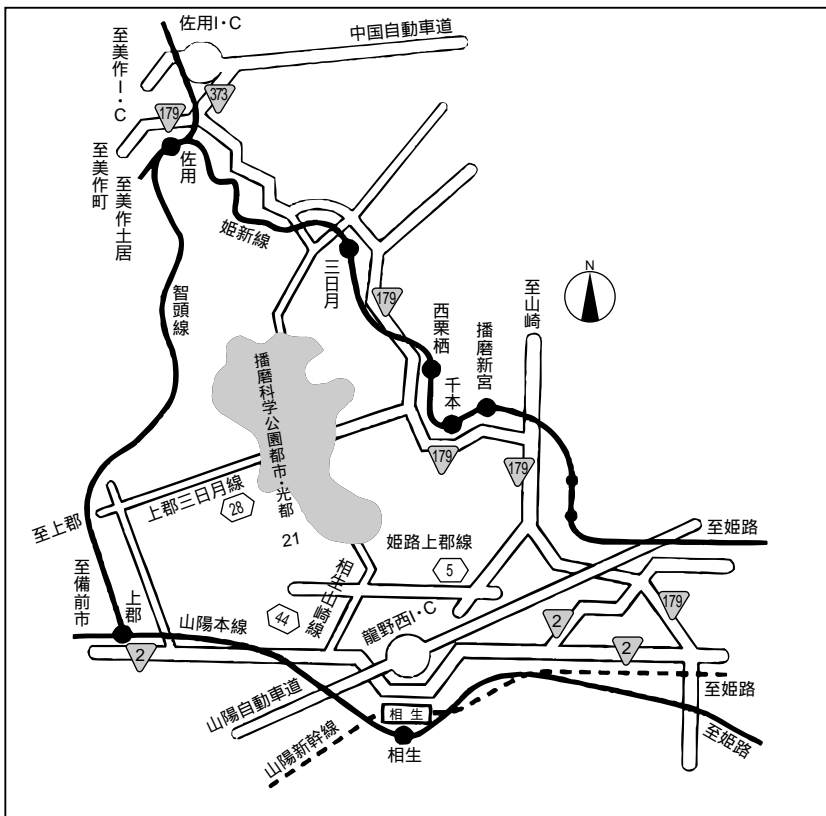 佐用I・C
中国自動車道
至美作I・C
373
179
佐用
至美作町
至美作土居
姫新線
三日月
179
至山崎
N
智頭線
西栗栖
播磨新宮
千本
播磨科学公園都市・光都
21
179
179
上郡三日月線
28
至上郡
姫路上郡線
5
至姫路
至備前市
上郡
44
山陽本線
龍野西I・C
2
179
2
2
山陽自動車道
相生
至姫路
山陽新幹線
相生
至姫路